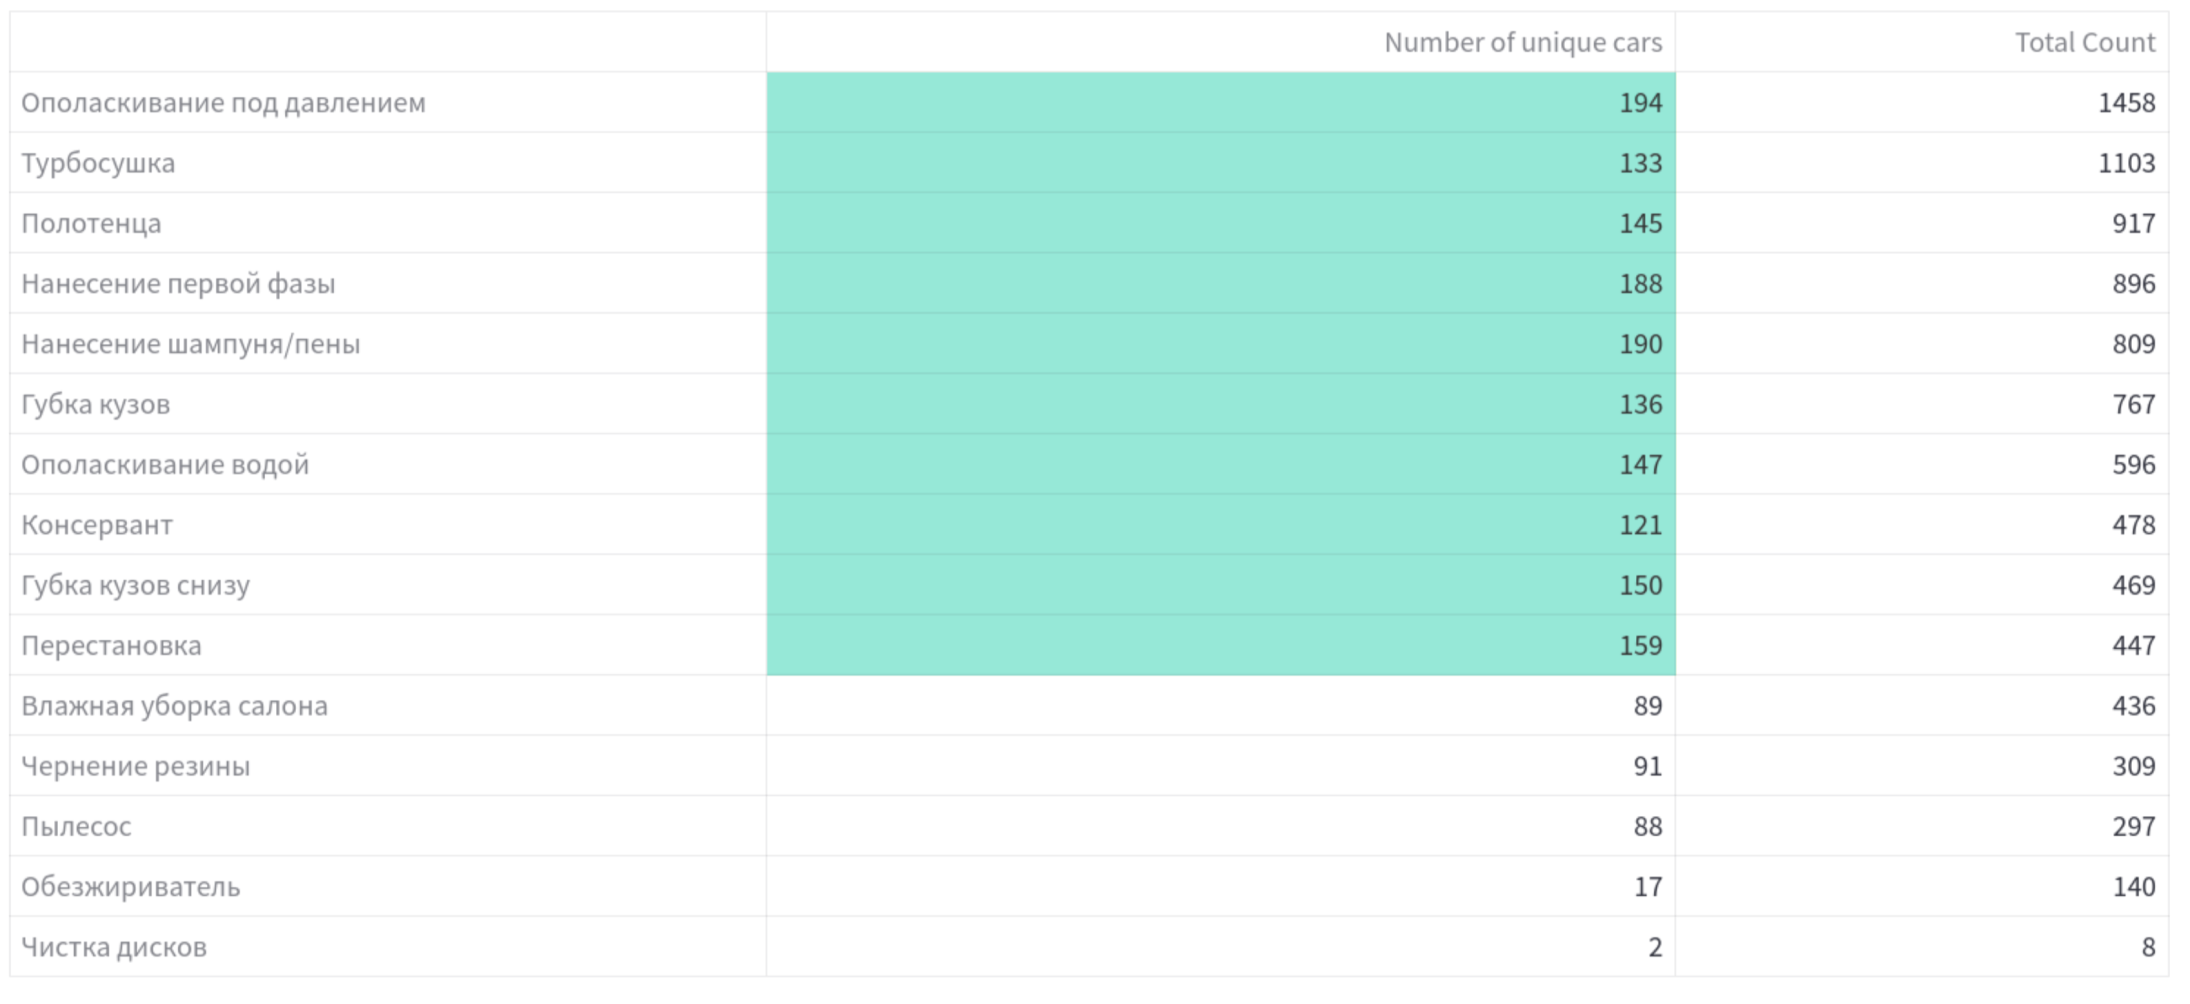 Number of unique cars Total Count
Ополаскивание под давлением 194 1458
Турбосушка 133 1103
Полотенца 145 917
Нанесение первой фазы 188 896
Нанесение шампуня/пены 190 809
Губка кузов 136 767
Ополаскивание водой 147 596
Консервант 121 478
Губка кузов снизу 150 469
Перестановка 159 447
Влажная уборка салона 89 436
Чернение резины 91 309
Пылесос 88 297
Обезжириватель 17 140
Чистка дисков 2 8